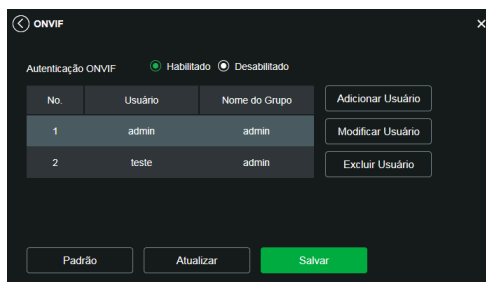 ONVIF
Autenticação ONVIF Habilitado Desabilitado
No. Usuário Nome do Grupo Adicionar Usuário
1 admin admin Modificar Usuário
2 teste admin Excluir Usuário
Padrão Atualizar Salvar